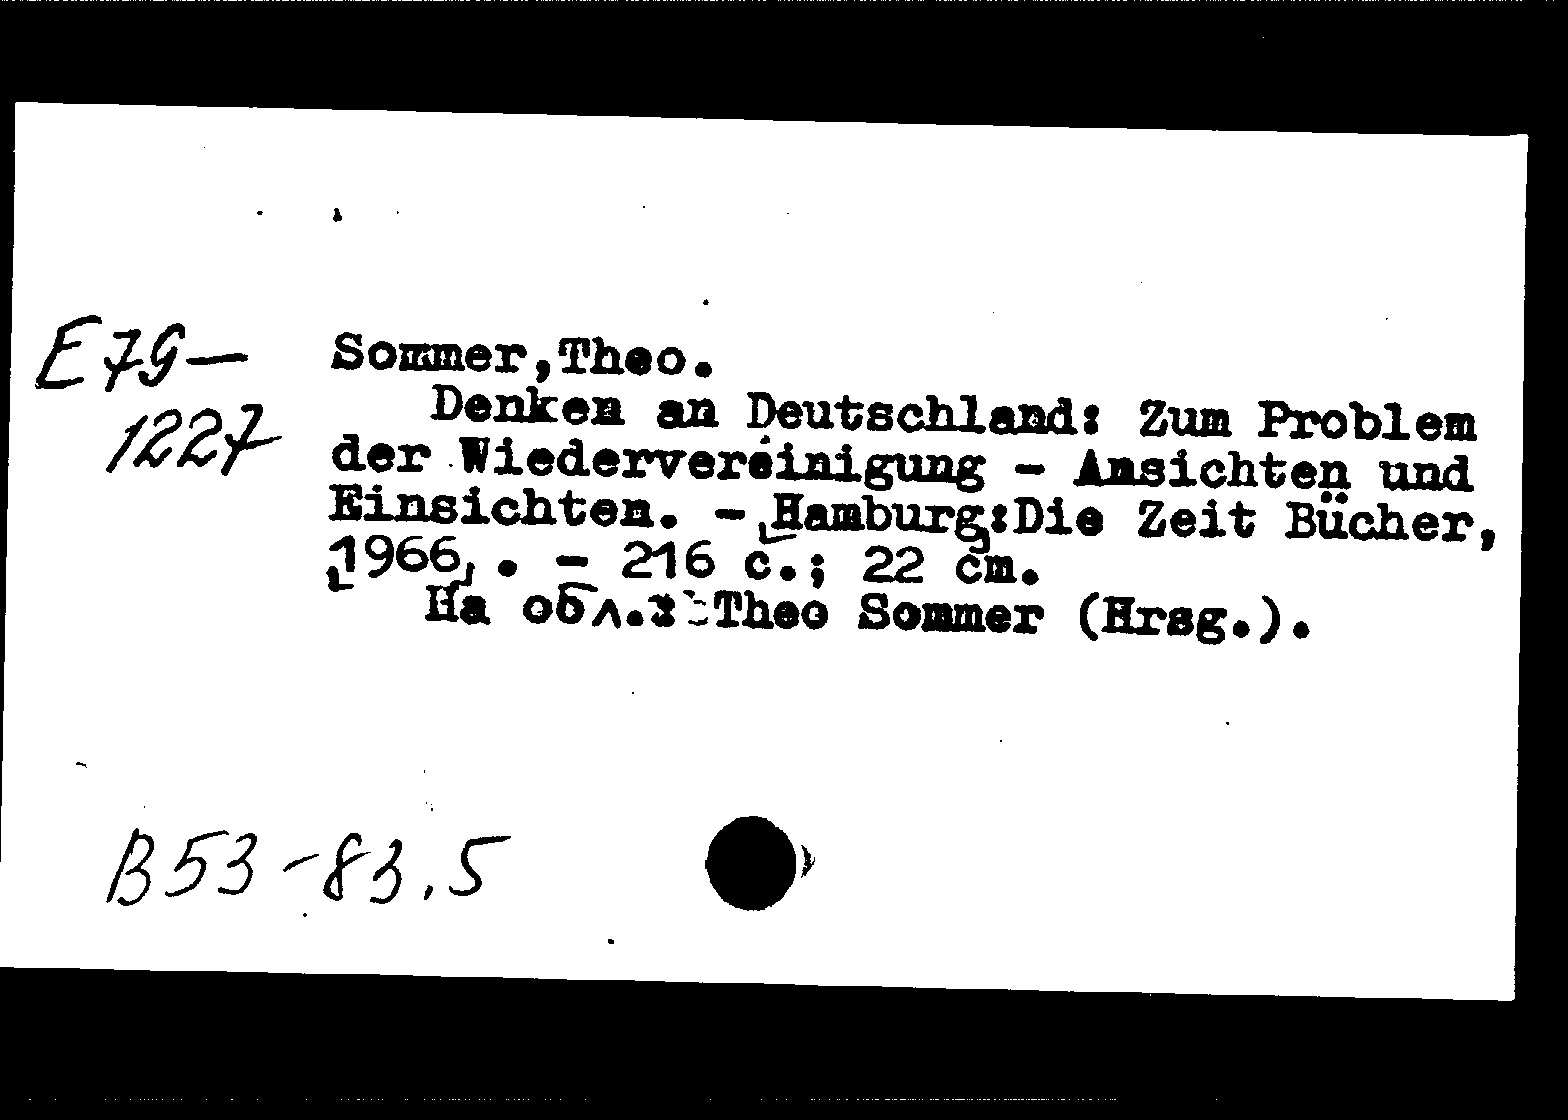 E79-
1227
Sommer,Theo.
Denken an Deutschland: Zum Problem
der Wiedervereinigung - Ansichten und
Einsichten. - [Hamburg]:Die Zeit Bücher,
[1966]. - 216 с.; 22 см.
На обл.: Theo Sommer (Hrsg.).
B53-83.5